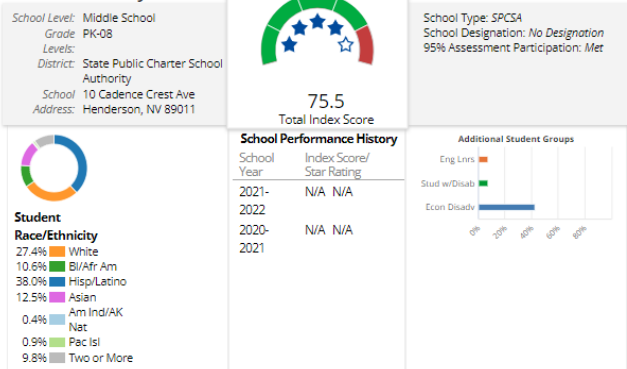 School Level: Middle School
Grade Levels: PK-08
District: State Public Charter School Authority
School Address: 10 Cadence Crest Ave
Henderson, NV 89011
75.5
Total Index Score
School Type: SPCSA
School Designation: No Designation
95% Assessment Participation: Met
Student
Race/Ethnicity
27.4% White
10.6% Bl/Afr Am
38.0% Hisp/Latino
12.5% Asian
0.4% Am Ind/AK
Nat
0.9% Pac Isl
9.8% Two or More
School Performance History
School Year
Index Score/
Star Rating
2021-
2022
N/A N/A
2020-
2021
N/A N/A
Additional Student Groups
Eng Lnrs
Stud w/Disab
Econ Disadv
0% 20% 40% 60% 80%